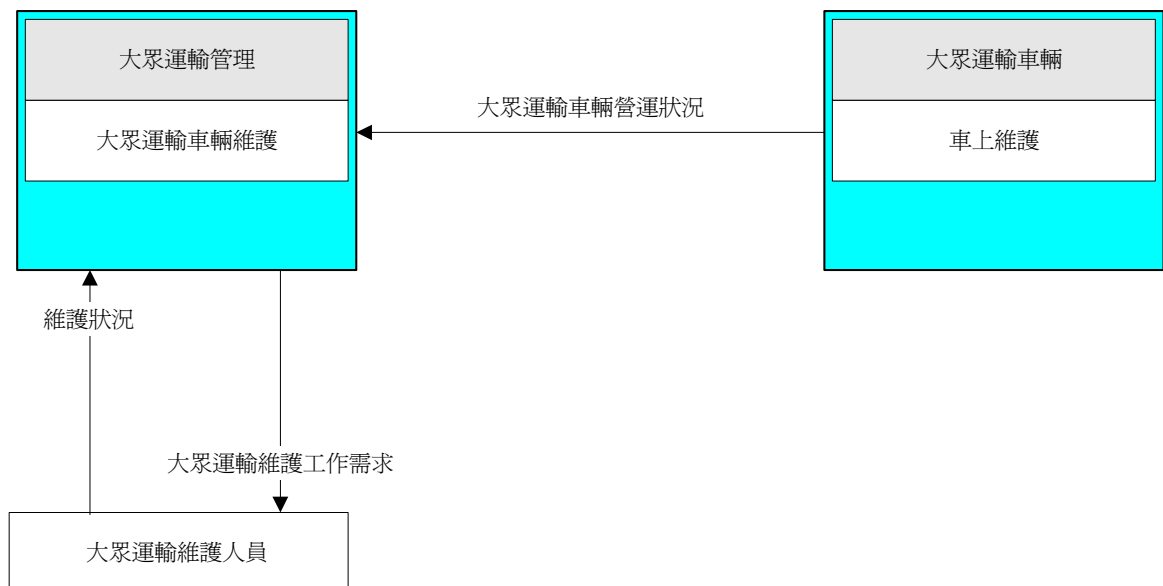 大眾運輸管理
大眾運輸車輛維護
大眾運輸車輛營運狀況
大眾運輸車輛
車上維護
維護狀況
大眾運輸維護工作需求
大眾運輸維護人員